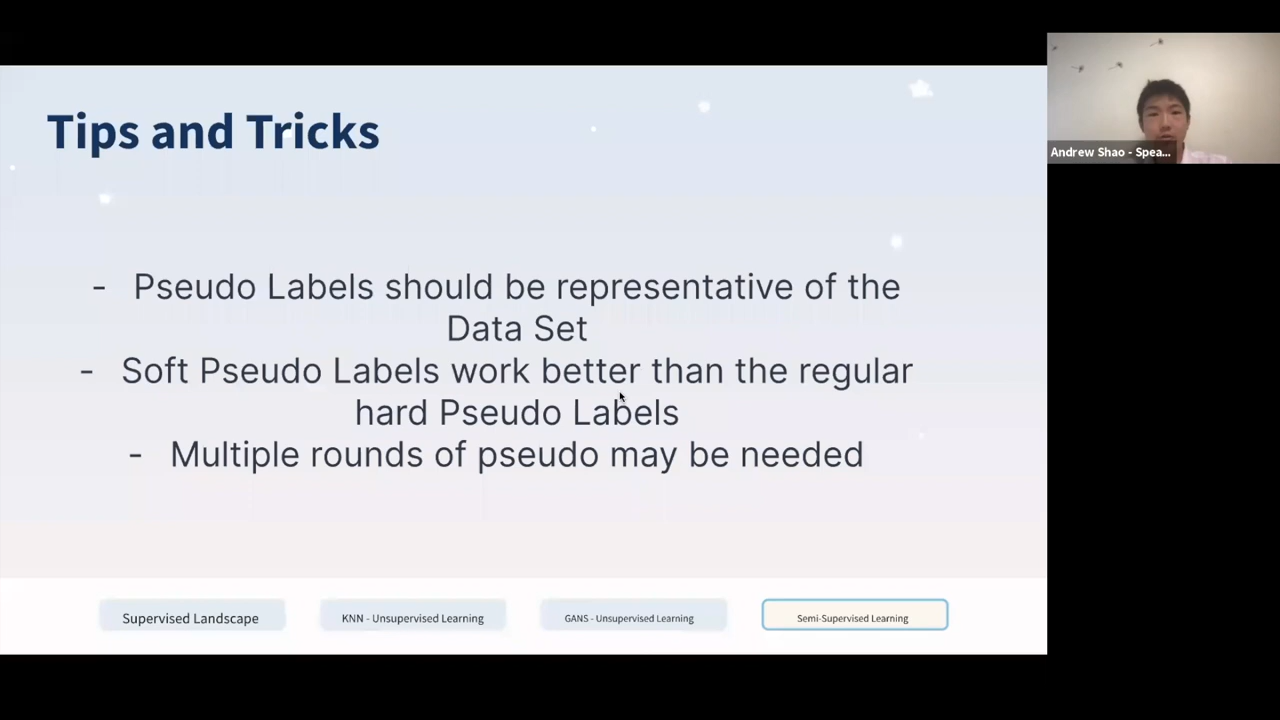 Tips and Tricks
Andrew Shao - Spea...
- Pseudo Labels should be representative of the
Data Set
- Soft Pseudo Labels work better than the regular
hard Pseudo Labels
- Multiple rounds of pseudo may be needed
Supervised Landscape
KNN - Unsupervised Learning
GANS - Unsupervised Learning
Semi-Supervised Learning